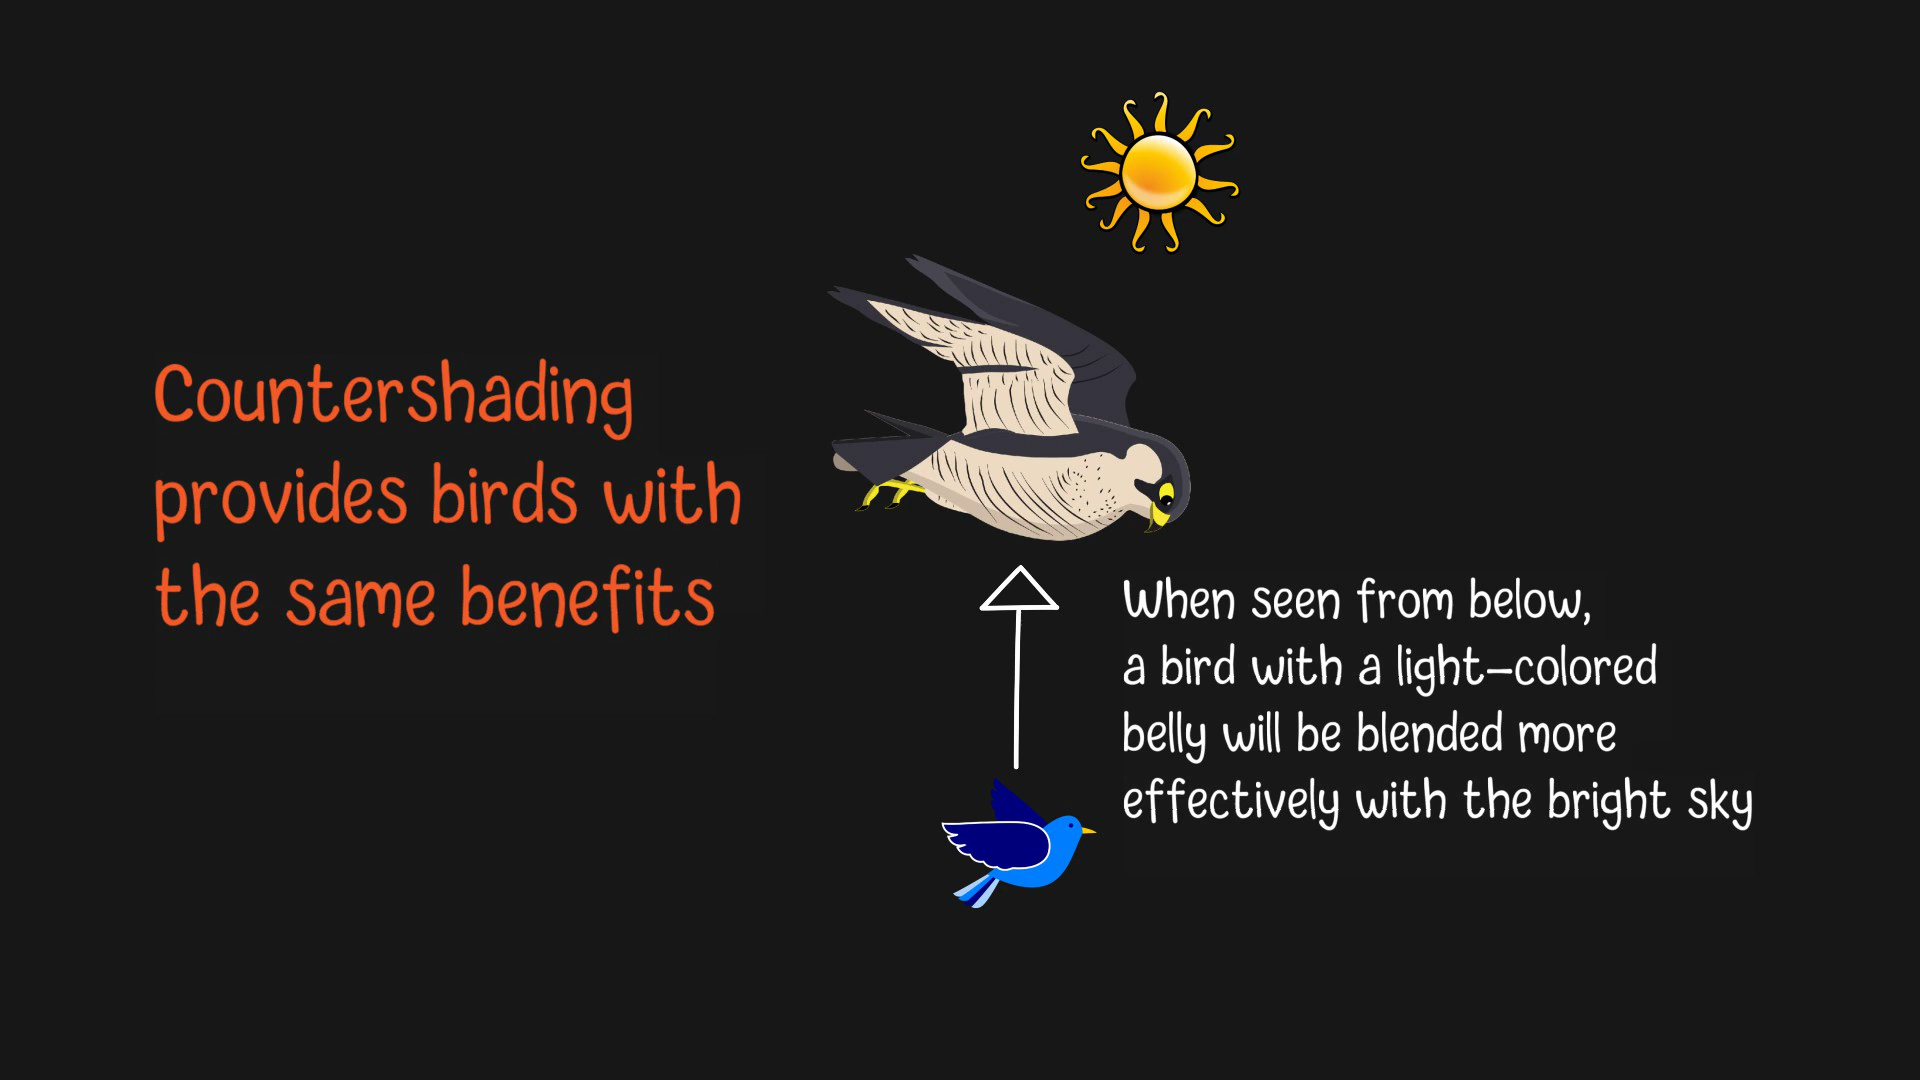 Countershading
provides birds with
the same benefits
When seen from below,
a bird with a light-colored
belly will be blended more
effectively with the bright sky